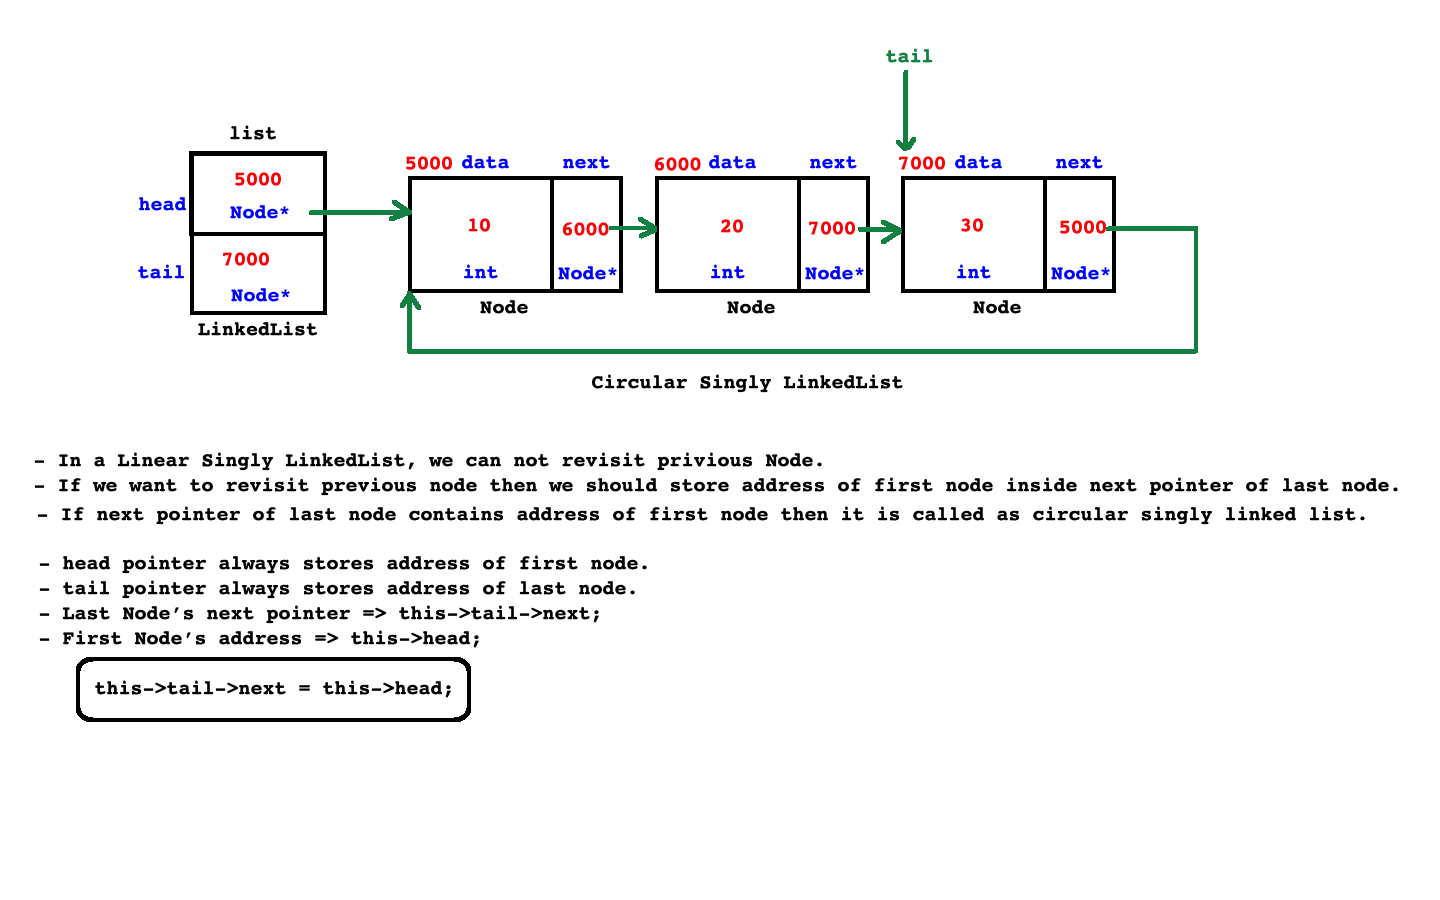 tail
list
5000 data next
6000 data next
7000 data next
5000
head
Node*
10
6000
20
7000
30
5000
tail
7000
Node*
int
Node*
int
Node*
int
Node*
Node
Node
Node
LinkedList
Circular Singly LinkedList
- In a Linear Singly LinkedList, we can not revisit privious Node.
- If we want to revisit previous node then we should store address of first node inside next pointer of last node.
- If next pointer of last node contains address of first node then it is called as circular singly linked list.
- head pointer always stores address of first node.
- tail pointer always stores address of last node.
- Last Node's next pointer => this->tail->next;
- First Node's address => this->head;
this->tail->next = this->head;